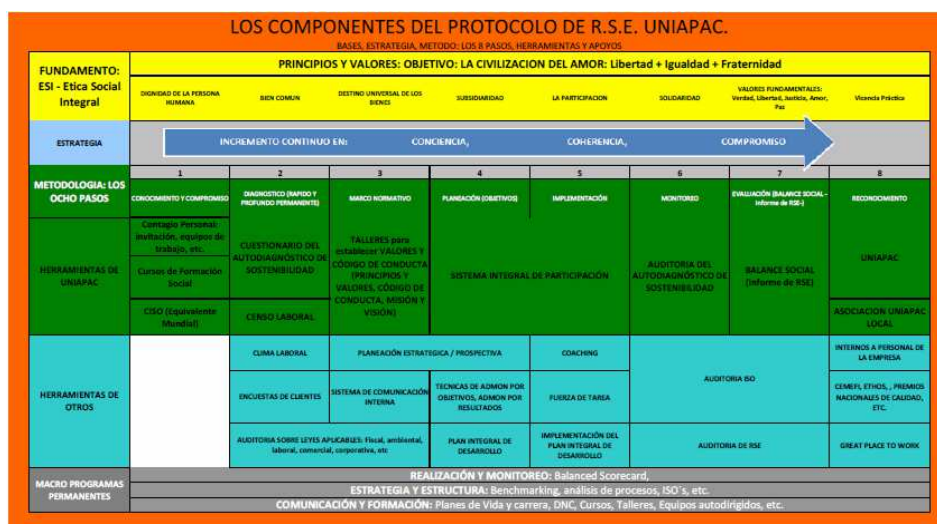 LOS COMPONENTES DEL PROTOCOLO DE R.S.E. UNIAPAC.
BASES, ESTRATEGIA, METODO: LOS 8 PASOS, HERRAMIENTAS Y APOYOS
FUNDAMENTO:
ESI - Etica Social
Integral
PRINCIPIOS Y VALORES: OBJETIVO: LA CIVILIZACION DEL AMOR: Libertad + Igualdad + Fraternidad
DIGNIDAD DE LA PERSONA
HUMANA
BIEN COMUN
DESTINO UNIVERSAL DE LOS
BIENES
SUBSIDIARIDAD
LA PARTICIPACION
SOLIDARIDAD
VALORES FUNDAMENTALES:
Verdad, Libertad, Justicia, Amor,
Paz
Vivencia Práctica
ESTRATEGIA
INCREMENTO CONTINUO EN: CONCIENCIA, COHERENCIA, COMPROMISO
METODOLOGIA: LOS
OCHO PASOS
1 2 3 4 5 6 7 8
CONOCIMIENTO Y COMPROMISO
DIAGNOSTICO (RAPIDO Y
PROFUNDO PERMANENTE)
MARCO NORMATIVO
PLANEACIÓN (OBJETIVOS)
IMPLEMENTACIÓN
MONITOREO
EVALUACIÓN (BALANCE SOCIAL -
Informe de RSE-)
RECONOCIMIENTO
HERRAMIENTAS DE
UNIAPAC
Contagio Personal:
invitación, equipos de
trabajo, etc.
Cursos de Formación
Social
CISO (Equivalente
Mundial)
CUESTIONARIO DEL
AUTODIAGNÓSTICO DE
SOSTENIBILIDAD
CENSO LABORAL
TALLERES para
establecer VALORES Y
CÓDIGO DE CONDUCTA
(PRINCIPIOS Y
VALORES, CÓDIGO DE
CONDUCTA, MISIÓN Y
VISIÓN)
SISTEMA INTEGRAL DE PARTICIPACIÓN
AUDITORIA DEL
AUTODIAGNÓSTICO DE
SOSTENIBILIDAD
BALANCE SOCIAL
(Informe de RSE)
UNIAPAC
ASOCIACION UNIAPAC
LOCAL
HERRAMIENTAS DE
OTROS
CLIMA LABORAL
PLANEACIÓN ESTRATEGICA / PROSPECTIVA
COACHING
AUDITORIA ISO
INTERNOS A PERSONAL DE
LA EMPRESA
ENCUESTAS DE CLIENTES
SISTEMA DE COMUNICACIÓN
INTERNA
TECNICAS DE ADMON POR
OBJETIVOS, ADMON POR
RESULTADOS
FUERZA DE TAREA
CEMEFI, ETHOS, , PREMIOS
NACIONALES DE CALIDAD,
ETC.
AUDITORIA SOBRE LEYES APLICABLES: Fiscal, ambiental,
laboral, comercial, corporativa, etc
PLAN INTEGRAL DE
DESARROLLO
IMPLEMENTACIÓN DEL
PLAN INTEGRAL DE
DESARROLLO
AUDITORIA DE RSE
GREAT PLACE TO WORK
MACRO PROGRAMAS
PERMANENTES
REALIZACIÓN Y MONITOREO: Balanced Scorecard,
ESTRATEGIA Y ESTRUCTURA: Benchmarking, análisis de procesos, ISO´s, etc.
COMUNICACIÓN Y FORMACIÓN: Planes de Vida y carrera, DNC, Cursos, Talleres, Equipos autodirigidos, etc.